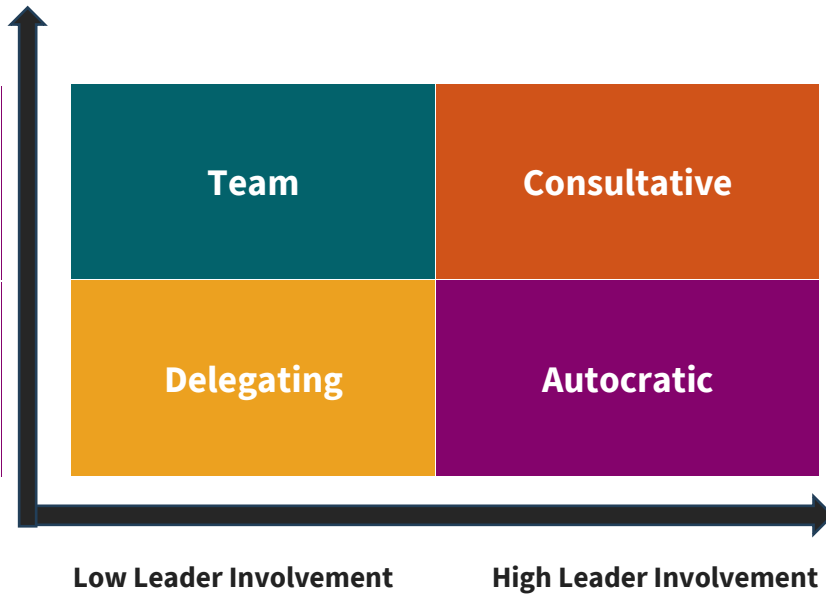 Team
Consultative
Delegating
Autocratic
Low Leader Involvement
High Leader Involvement